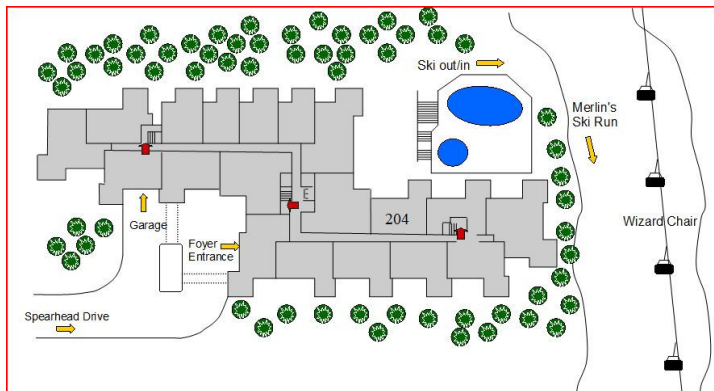 Ski out/in
Merlin's
Ski Run
E
204
Wizard Chair
Garage
Foyer
Entrance
Spearhead Drive